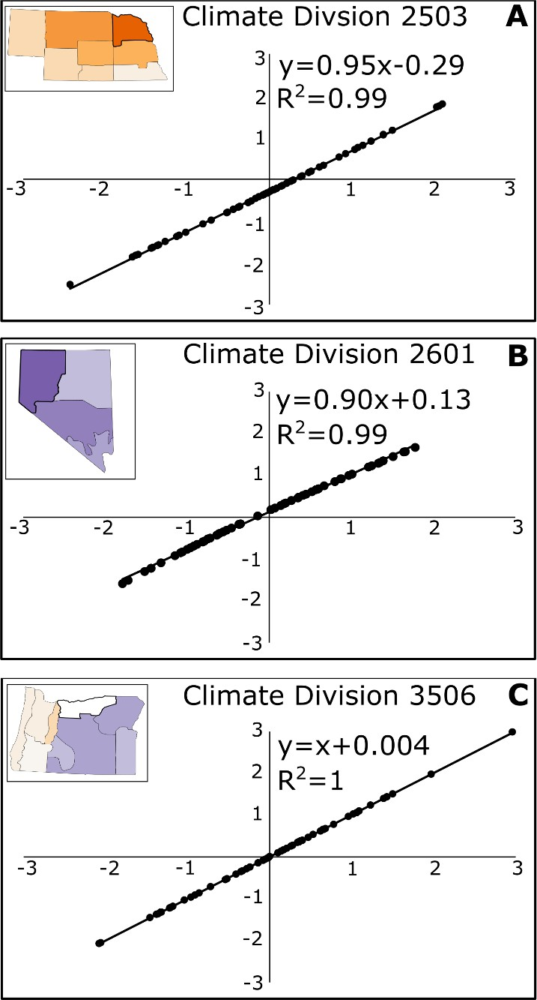 Climate Divsion 2503 A
3
y=0.95x-0.29
2
R²=0.99
1
-3 -2 -1 1 2 3
-1
-2
-3
Climate Division 2601 B
3
y=0.90x+0.13
2
R²=0.99
1
-3 -2 -1 1 2 3
-1
-2
-3
Climate Division 3506 C
3
y=x+0.004
2
R²=1
1
-3 -2 -1 1 2 3
-1
-2
-3